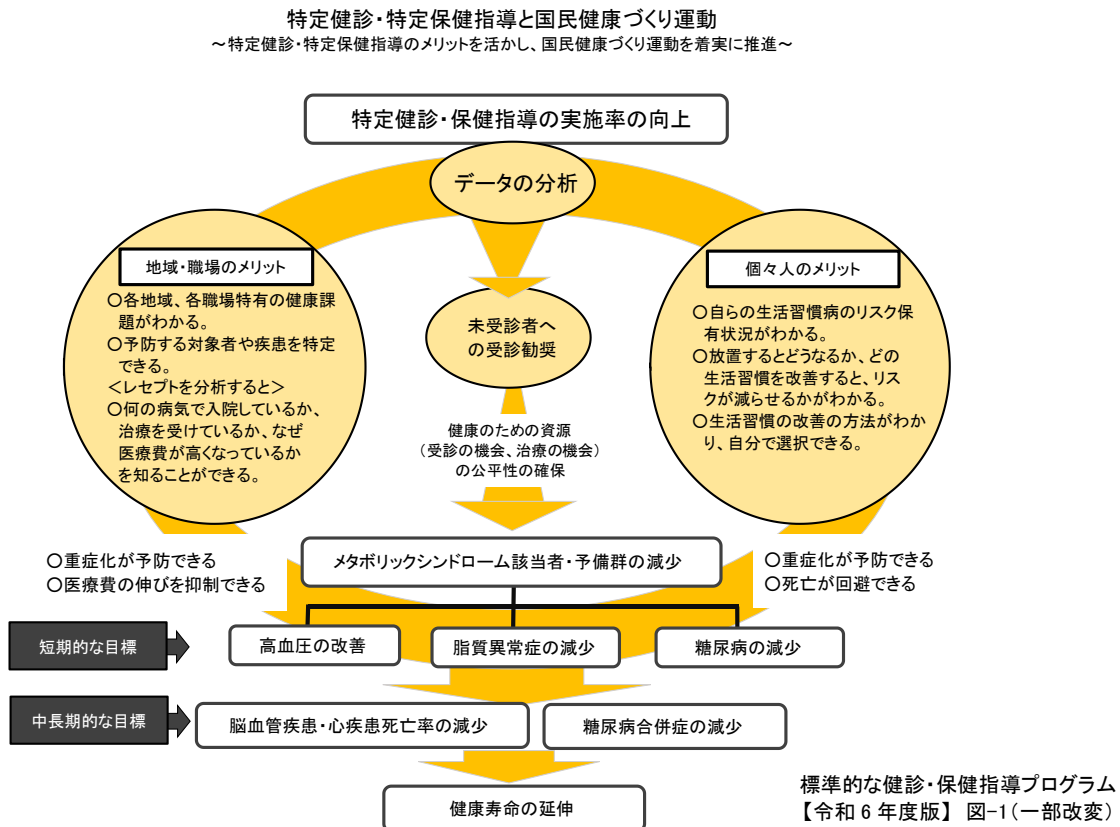 特定健診・特定保健指導と国民健康づくり運動
～特定健診・特定保健指導のメリットを活かし、国民健康づくり運動を着実に推進～
特定健診・保健指導の実施率の向上
データの分析
地域・職場のメリット
〇各地域、各職場特有の健康課
題がわかる。
〇予防する対象者や疾患を特定
できる。
＜レセプトを分析すると＞
〇何の病気で入院しているか、
治療を受けているか、なぜ
医療費が高くなっているか
を知ることができる。
未受診者へ
の受診勧奨
個々人のメリット
〇自らの生活習慣病のリスク保
有状況がわかる。
〇放置するとどうなるか、どの
生活習慣を改善すると、リス
クが減らせるかがわかる。
〇生活習慣の改善の方法がわか
り、自分で選択できる。
健康のための資源
（受診の機会、治療の機会）
の公平性の確保
〇重症化が予防できる
〇医療費の伸びを抑制できる
メタボリックシンドローム該当者・予備群の減少
〇重症化が予防できる
〇死亡が回避できる
短期的な目標
高血圧の改善
脂質異常症の減少
糖尿病の減少
中長期的な目標
脳血管疾患・心疾患死亡率の減少
糖尿病合併症の減少
健康寿命の延伸
標準的な健診・保健指導プログラム
【令和6年度版】 図-1（一部改変）